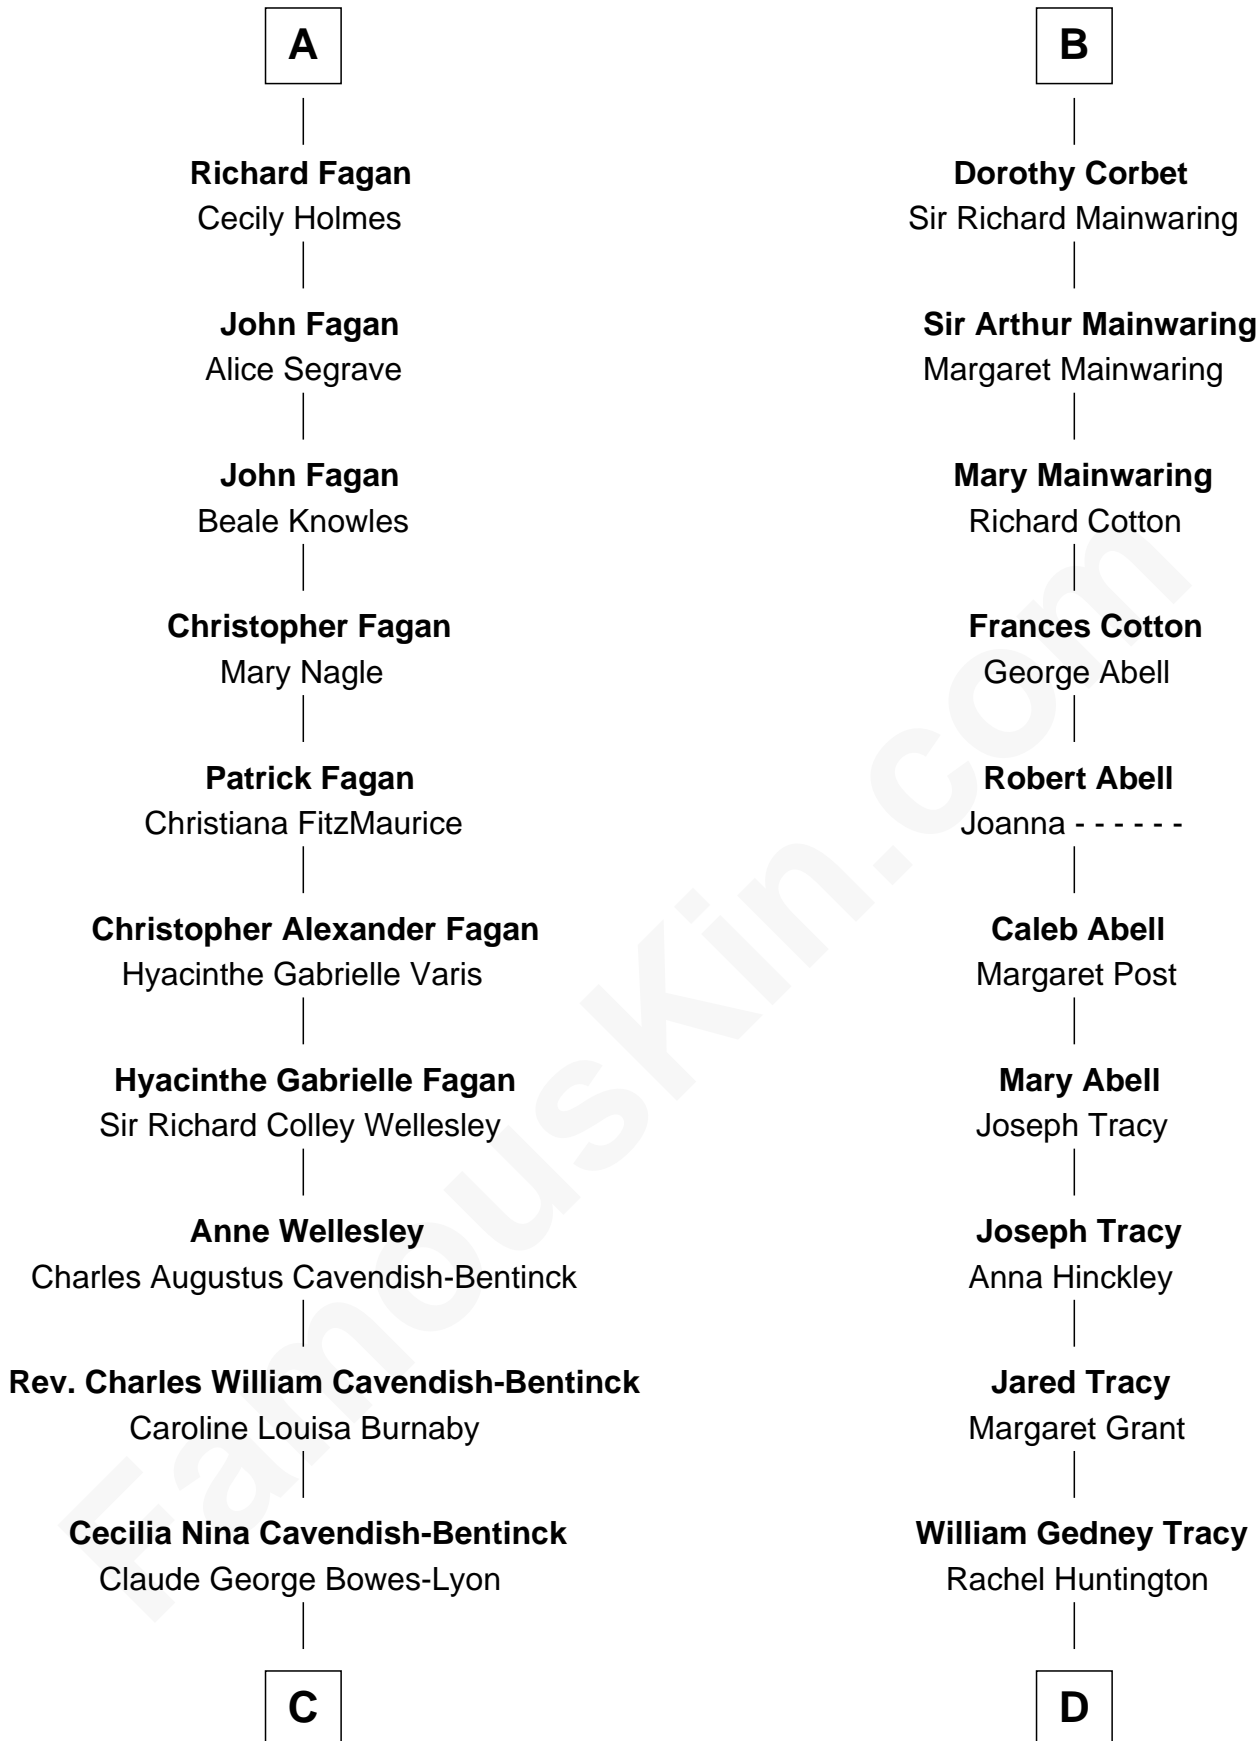 A
Richard Fagan
Cecily Holmes
John Fagan
Alice Segrave
John Fagan
Beale Knowles
Christopher Fagan
Mary Nagle
Patrick Fagan
Christiana FitzMaurice
Christopher Alexander Fagan
Hyacinthe Gabrielle Varis
Hyacinthe Gabrielle Fagan
Sir Richard Colley Wellesley
Anne Wellesley
Charles Augustus Cavendish-Bentinck
Rev. Charles William Cavendish-Bentinck
Caroline Louisa Burnaby
Cecilia Nina Cavendish-Bentinck
Claude George Bowes-Lyon
C
B
Dorothy Corbet
Sir Richard Mainwaring
Sir Arthur Mainwaring
Margaret Mainwaring
Mary Mainwaring
Richard Cotton
Frances Cotton
George Abell
Robert Abell
Joanna - - - - - -
Caleb Abell
Margaret Post
Mary Abell
Joseph Tracy
Joseph Tracy
Anna Hinckley
Jared Tracy
Margaret Grant
William Gedney Tracy
Rachel Huntington
D
FamousKin.com